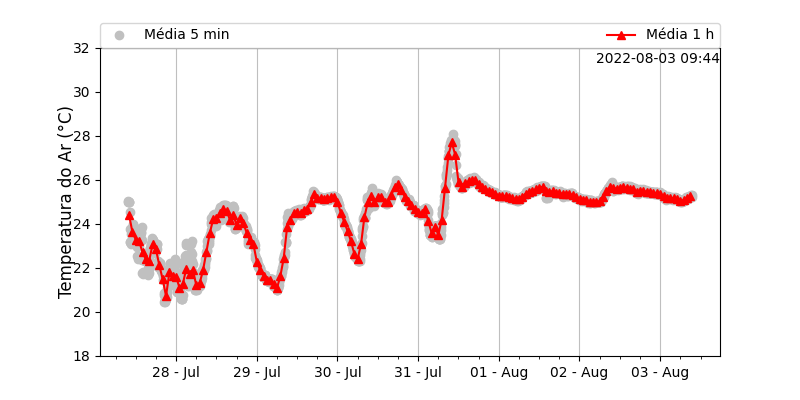 Média 5 min
Média 1 h
2022-08-03 09:44
Temperatura do Ar (°C)
32
30
28
26
24
22
20
18
28 - Jul
29 - Jul
30 - Jul
31 - Jul
01 - Aug
02 - Aug
03 - Aug